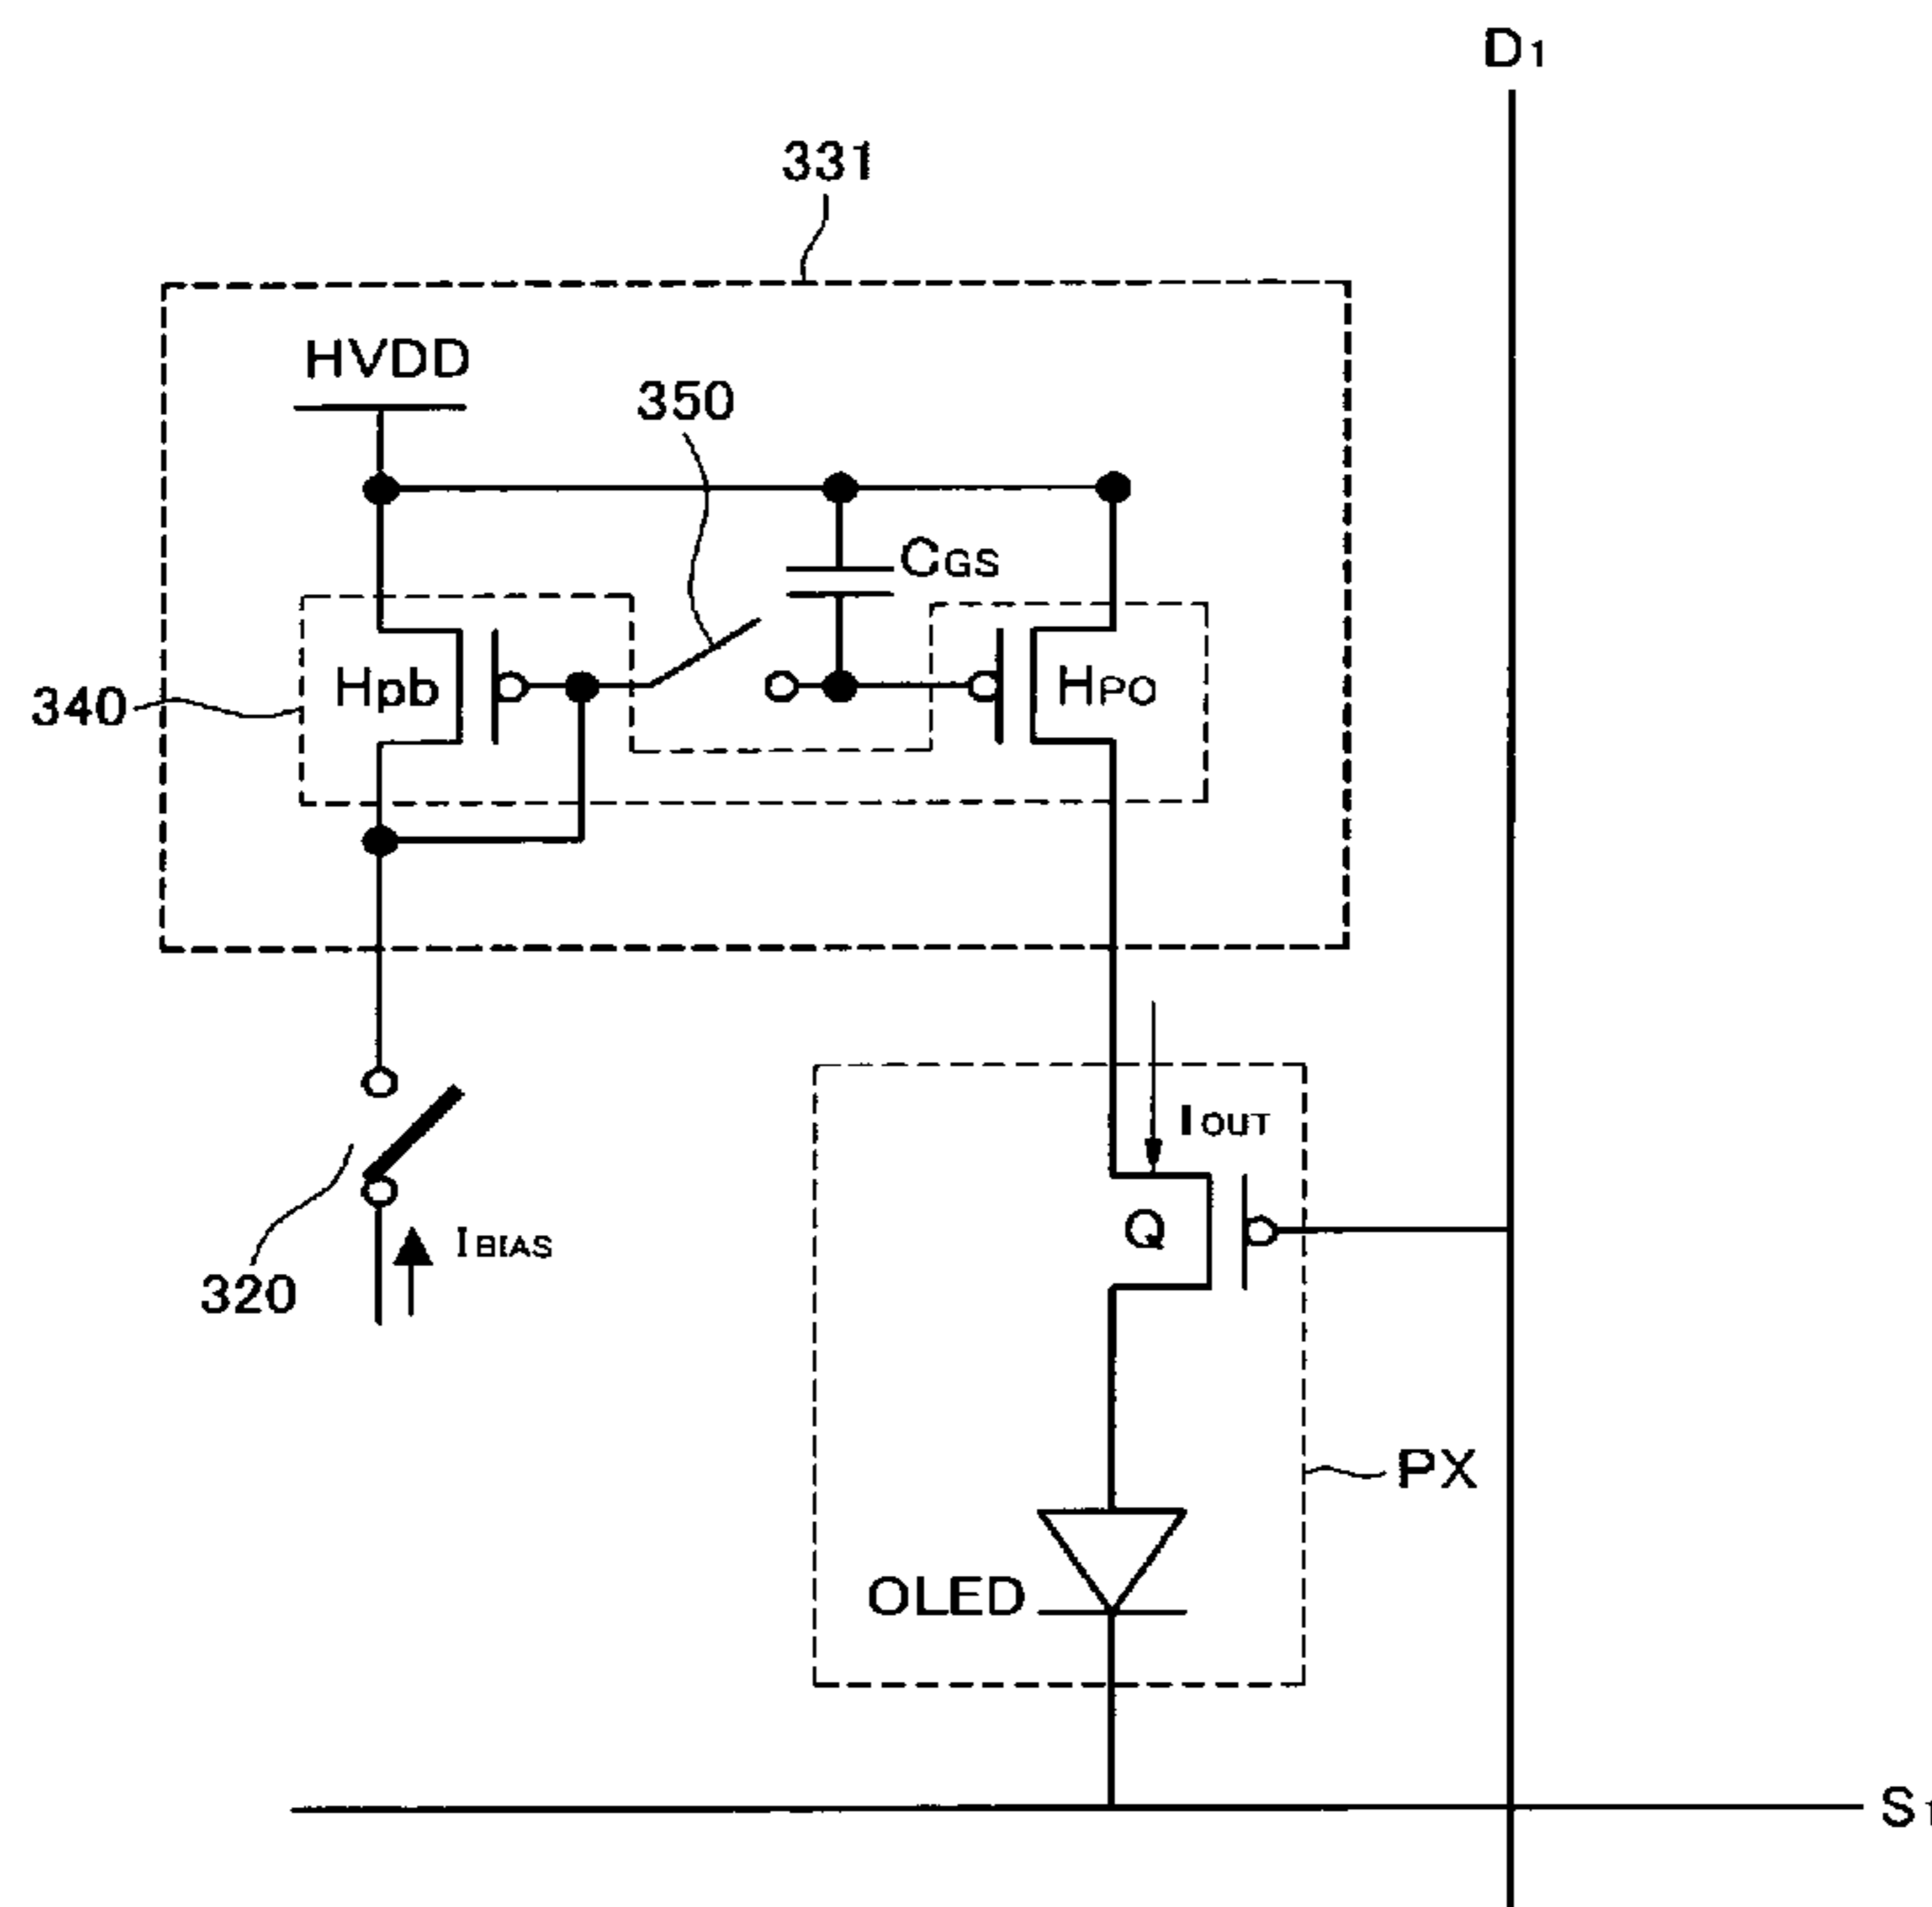 D1
331
HVDD
350
CGS
Hpb
HPO
340
IOUT
Q
IBIAS
320
PX
OLED
S1